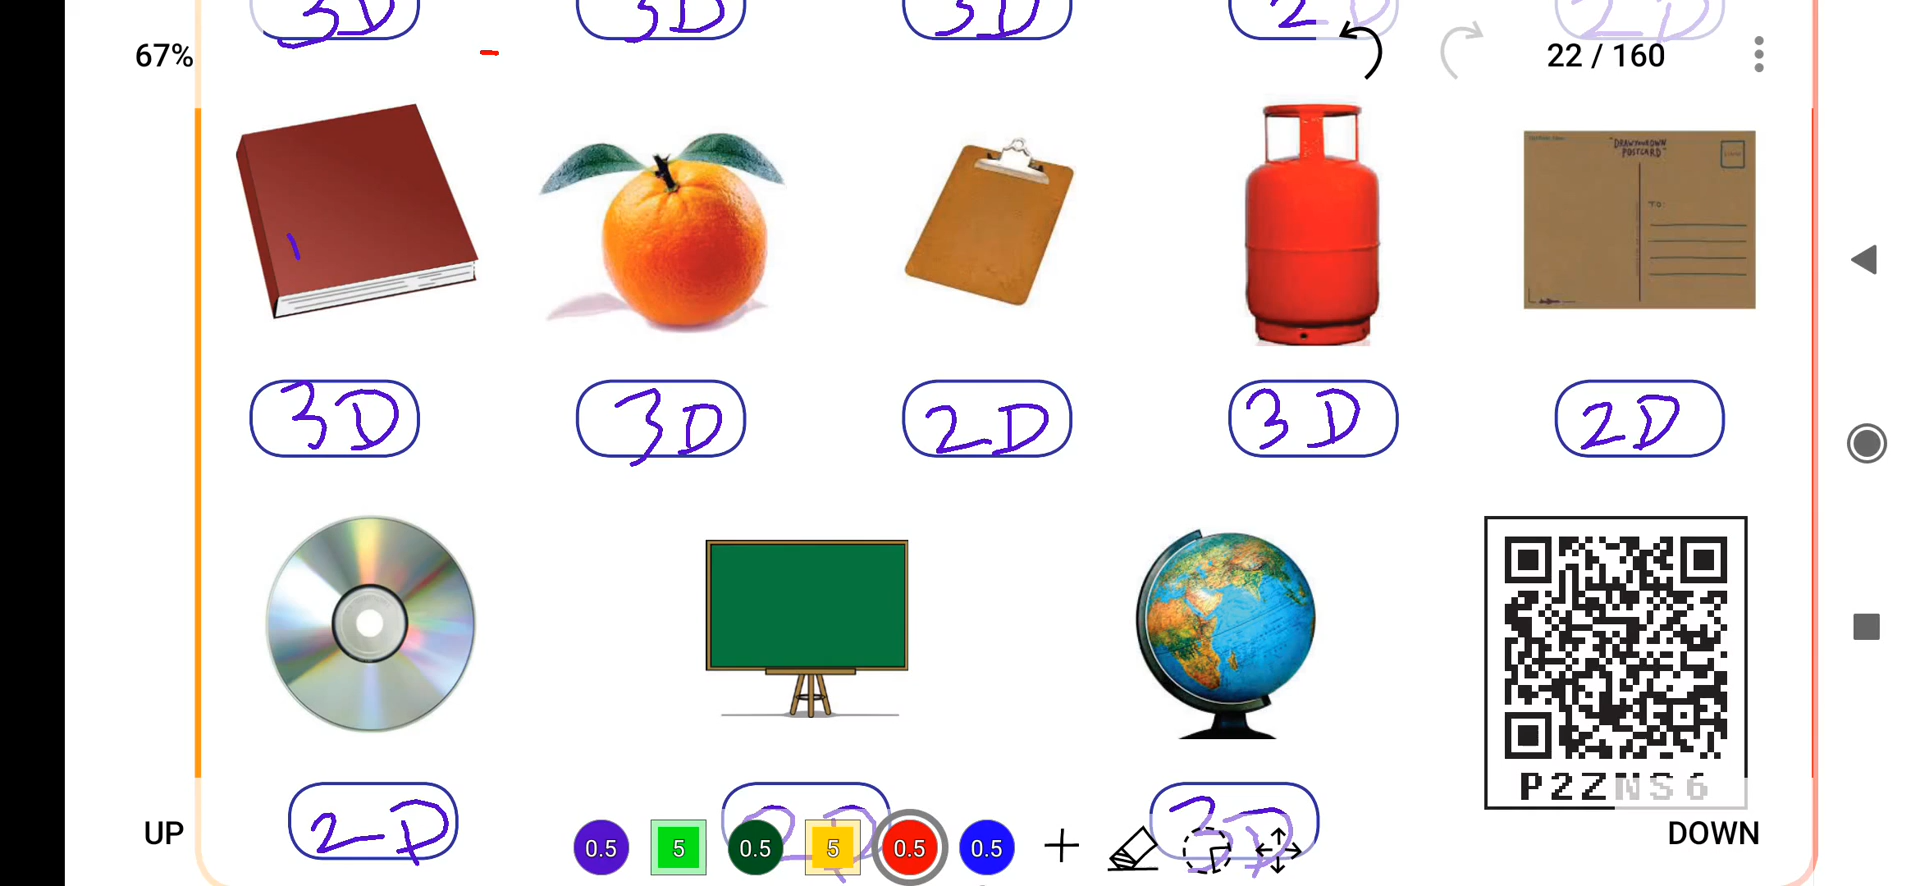 3D 3D 3D 2D 2D
67% 22 / 160
"DRAW YOUR OWN
POSTCARD"
TO:
3D 3D 2D 3D 2D
P2ZNS6
UP 2D 2D 3D DOWN
0.5 5 0.5 5 0.5 0.5